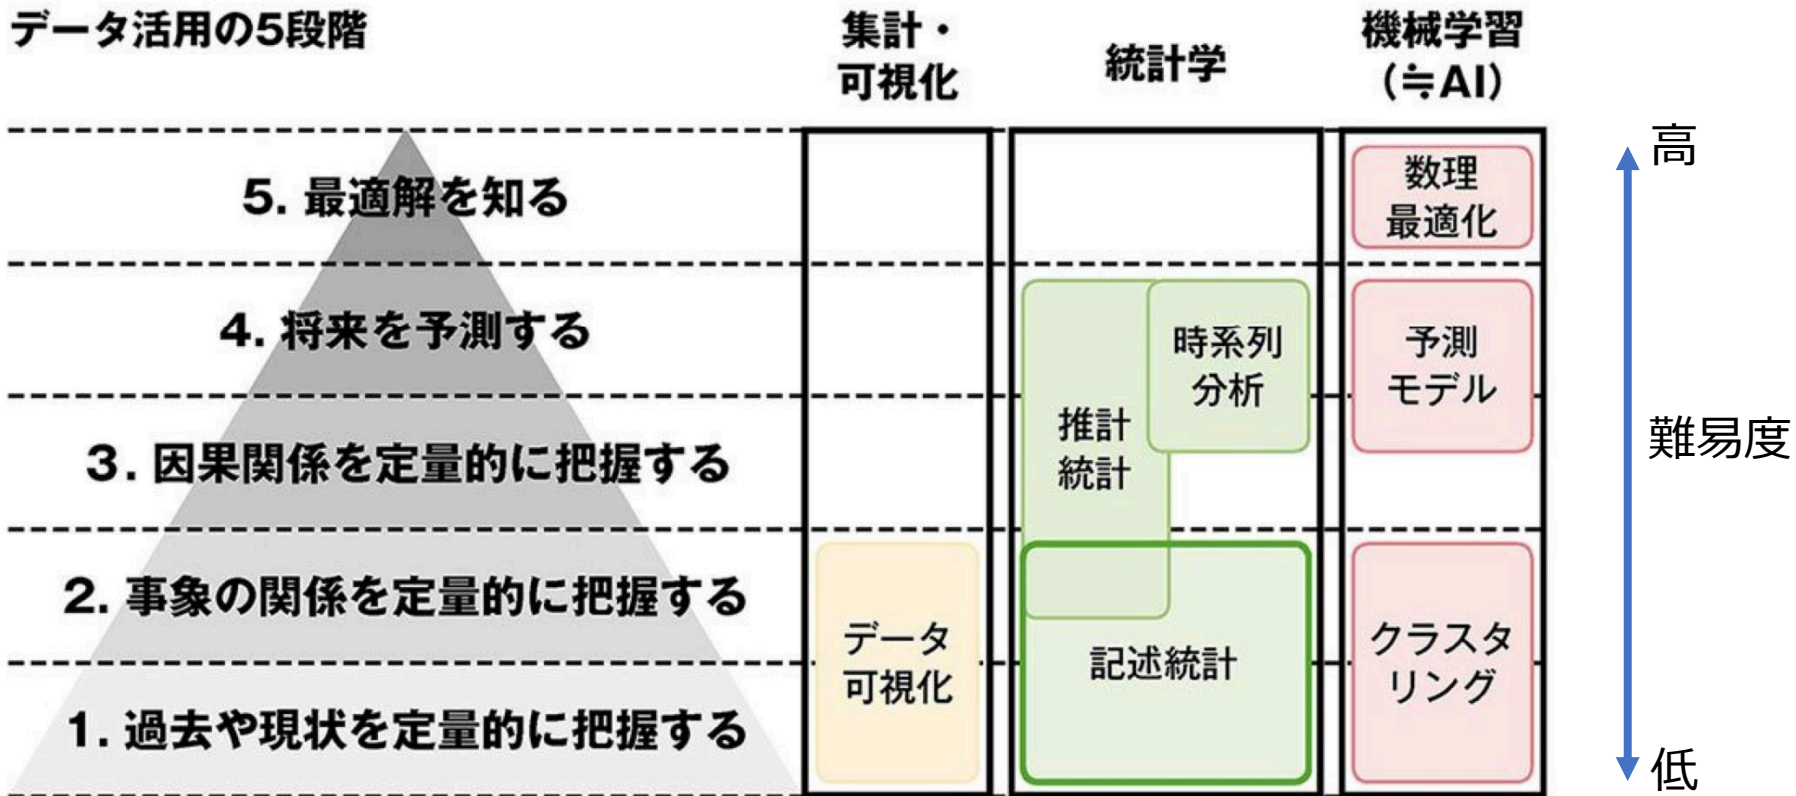 データ活用の5段階
集計・
可視化
統計学
機械学習
(≒AI)
5. 最適解を知る
4. 将来を予測する
3. 因果関係を定量的に把握する
2. 事象の関係を定量的に把握する
1. 過去や現状を定量的に把握する
データ
可視化
推計
統計
時系列
分析
記述統計
数理
最適化
予測
モデル
クラスタ
リング
高
難易度
低